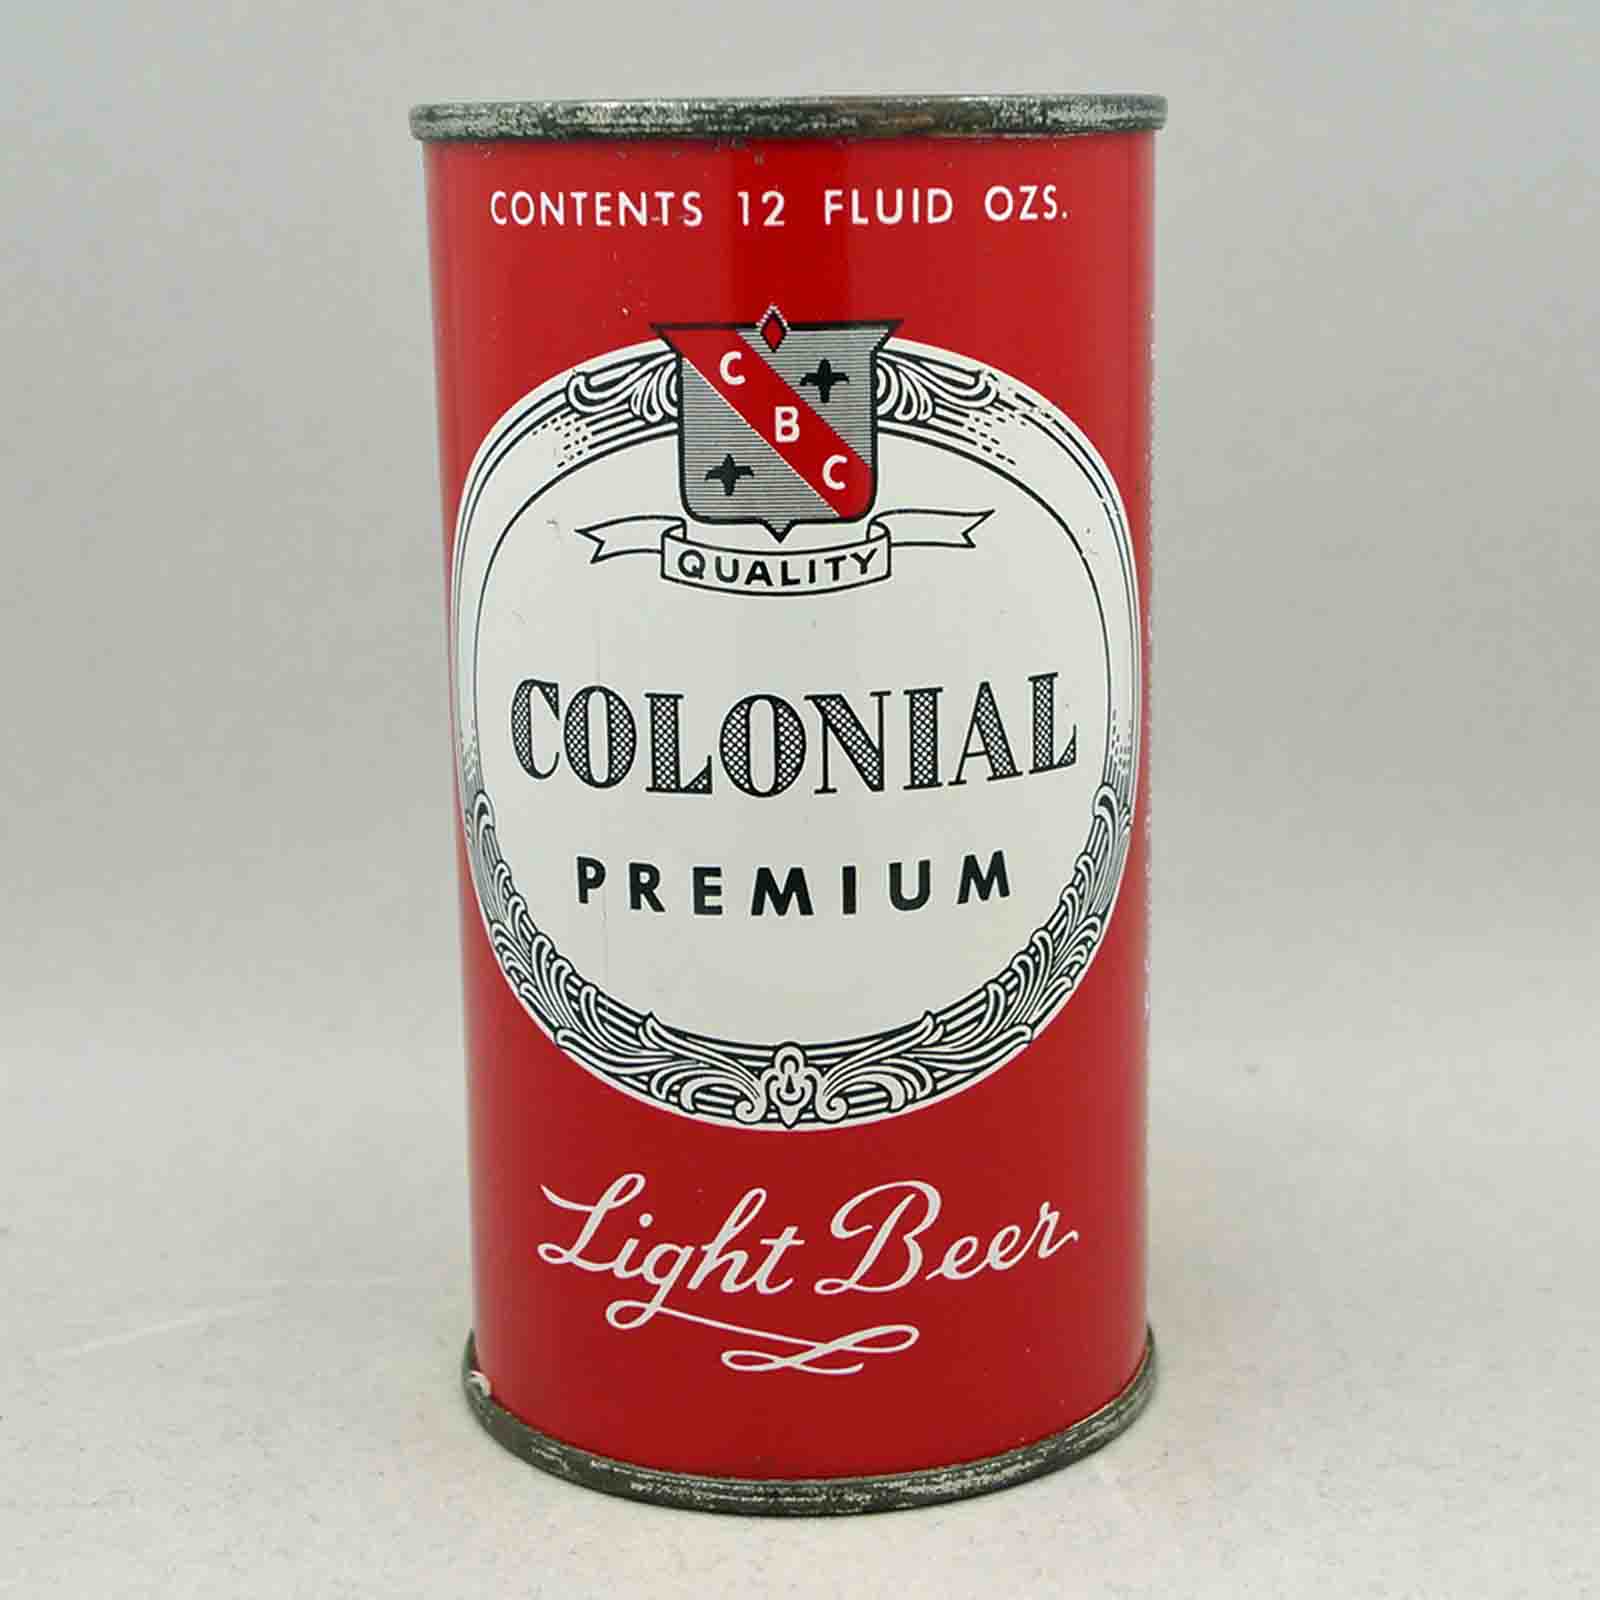 CONTENTS 12 FLUID OZS.
C
B
C
QUALITY
COLONIAL
PREMIUM
Light Beer